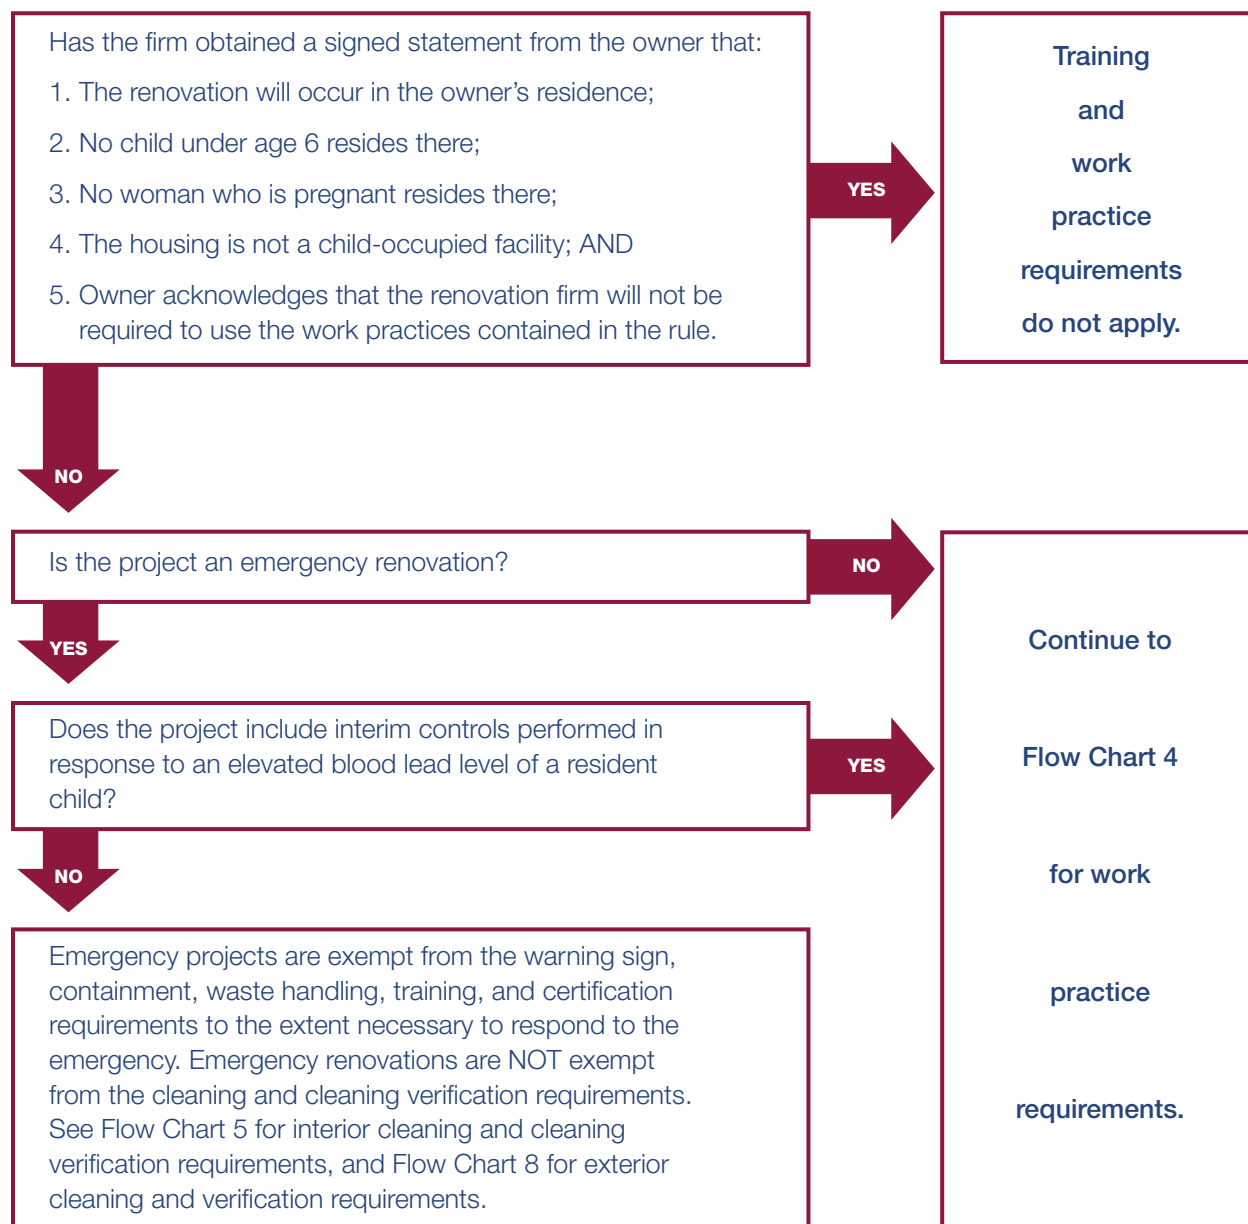 Has the firm obtained a signed statement from the owner that:
1. The renovation will occur in the owner’s residence;
2. No child under age 6 resides there;
3. No woman who is pregnant resides there;
4. The housing is not a child-occupied facility; AND
5. Owner acknowledges that the renovation firm will not be
required to use the work practices contained in the rule.
YES
Training
and
work
practice
requirements
do not apply.
NO
Is the project an emergency renovation?
NO
YES
Does the project include interim controls performed in
response to an elevated blood lead level of a resident
child?
YES
Continue to
Flow Chart 4
for work
practice
requirements.
NO
Emergency projects are exempt from the warning sign,
containment, waste handling, training, and certification
requirements to the extent necessary to respond to the
emergency. Emergency renovations are NOT exempt
from the cleaning and cleaning verification requirements.
See Flow Chart 5 for interior cleaning and cleaning
verification requirements, and Flow Chart 8 for exterior
cleaning and verification requirements.